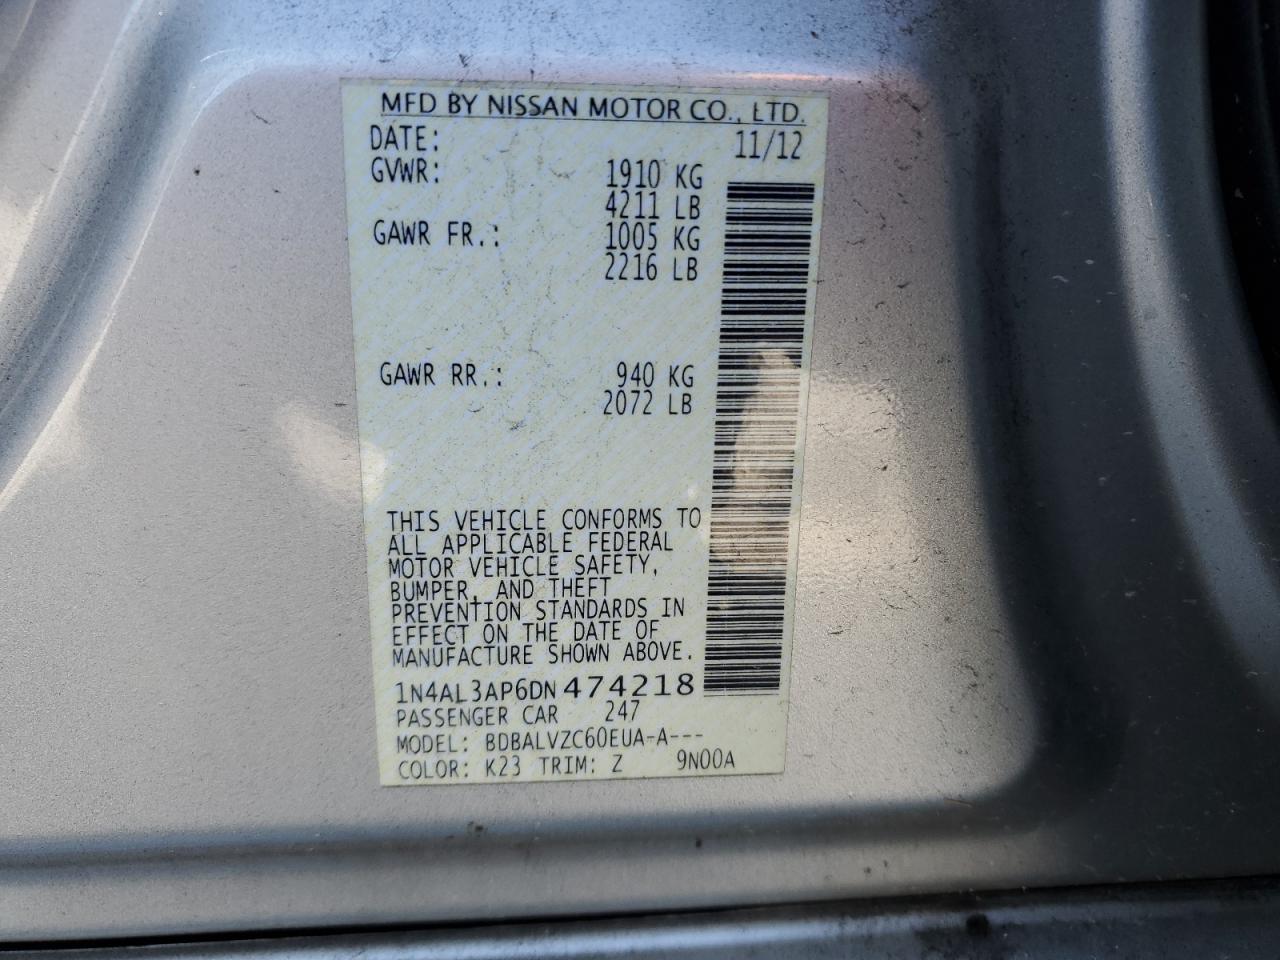 MFD BY NISSAN MOTOR CO., LTD.
DATE: 11/12
GVWR: 1910 KG
4211 LB
GAWR FR.: 1005 KG
2216 LB
GAWR RR.: 940 KG
2072 LB
THIS VEHICLE CONFORMS TO
ALL APPLICABLE FEDERAL
MOTOR VEHICLE SAFETY,
BUMPER, AND THEFT
PREVENTION STANDARDS IN
EFFECT ON THE DATE OF
MANUFACTURE SHOWN ABOVE.
1N4AL3AP6DN474218
PASSENGER CAR 247
MODEL: BDBALVZC60EUA-A---
COLOR: K23 TRIM: Z 9N00A